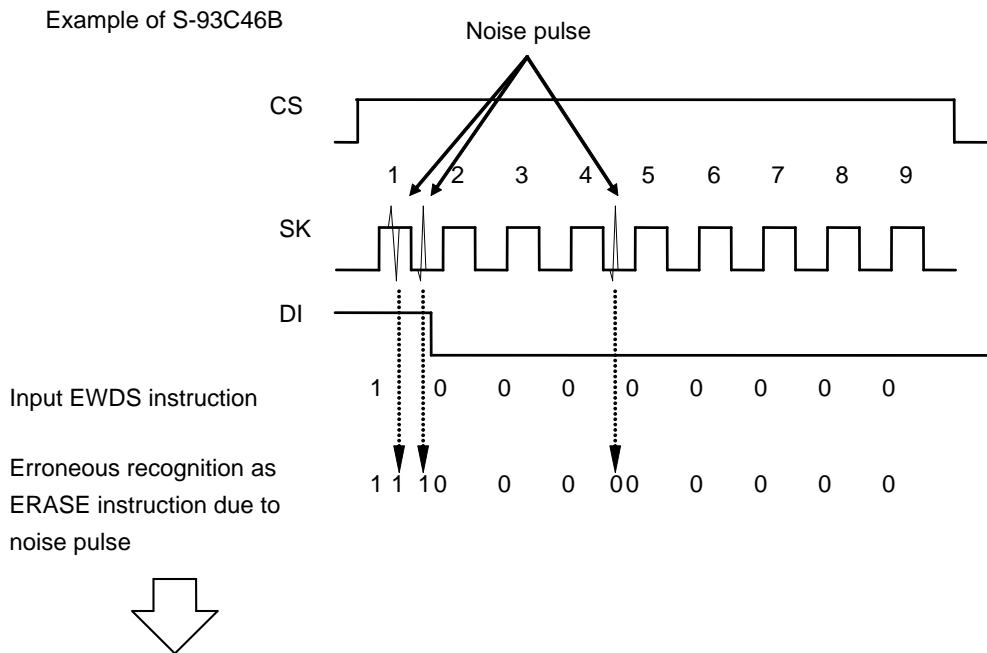 Example of S-93C46B
Noise pulse
CS
1 2 3 4 5 6 7 8 9
SK
DI
Input EWDS instruction 1 0 0 0 0 0 0 0 0
Erroneous recognition as
ERASE instruction due to
noise pulse
1 1 1 0 0 0 0 0 0 0 0 0